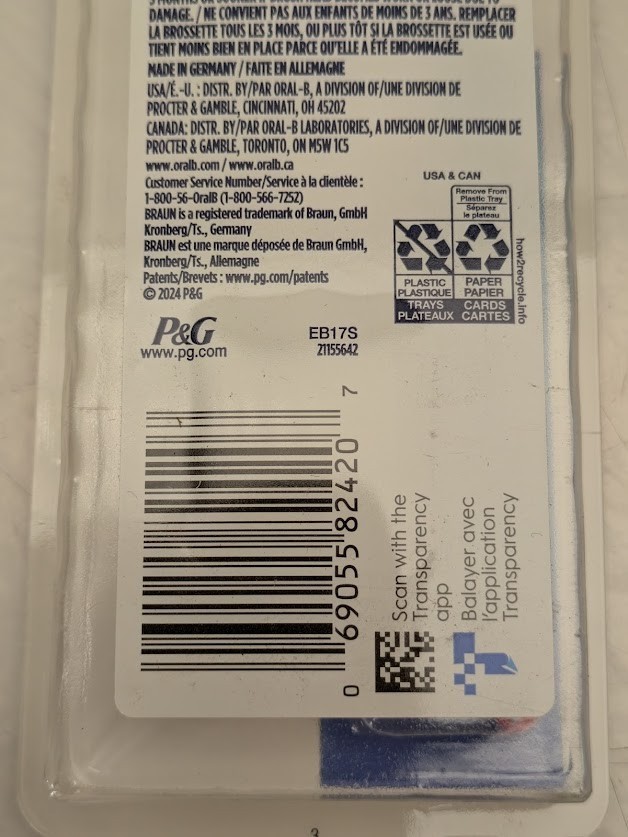 DAMAGE. / NE CONVIENT PAS AUX ENFANTS DE MOINS DE 3 ANS. REMPLACER
LA BROSSETTE TOUS LES 3 MOIS, OU PLUS TÔT SI LA BROSSETTE EST USÉE OU
TIENT MOINS BIEN EN PLACE PARCE QU'ELLE A ÉTÉ ENDOMMAGÉE.
MADE IN GERMANY / FAITE EN ALLEMAGNE
USA/É.-U. : DISTR. BY/PAR ORAL-B, A DIVISION OF/UNE DIVISION DE
PROCTER & GAMBLE, CINCINNATI, OH 45202
CANADA: DISTR. BY/PAR ORAL-B LABORATORIES, A DIVISION OF/UNE DIVISION DE
PROCTER & GAMBLE, TORONTO, ON M5W 1C5
www.oralb.com / www.oralb.ca
Customer Service Number/Service à la clientèle :
1-800-56-OralB (1-800-566-7252)
BRAUN is a registered trademark of Braun, GmbH
Kronberg/Ts., Germany
BRAUN est une marque déposée de Braun GmbH,
Kronberg/Ts., Allemagne
Patents/Brevets : www.pg.com/patents
© 2024 P&G
USA & CAN
Remove From
Plastic Tray
Séparez
le plateau
PLASTIC
PLASTIQUE
TRAYS
PLATEAUX
PAPER
PAPIER
CARDS
CARTES
how2recycle.info
P&G
www.pg.com
EB17S
21155642
0 69055 82420 7
Scan with the
Transparency
app
Balayer avec
l'application
Transparency
3